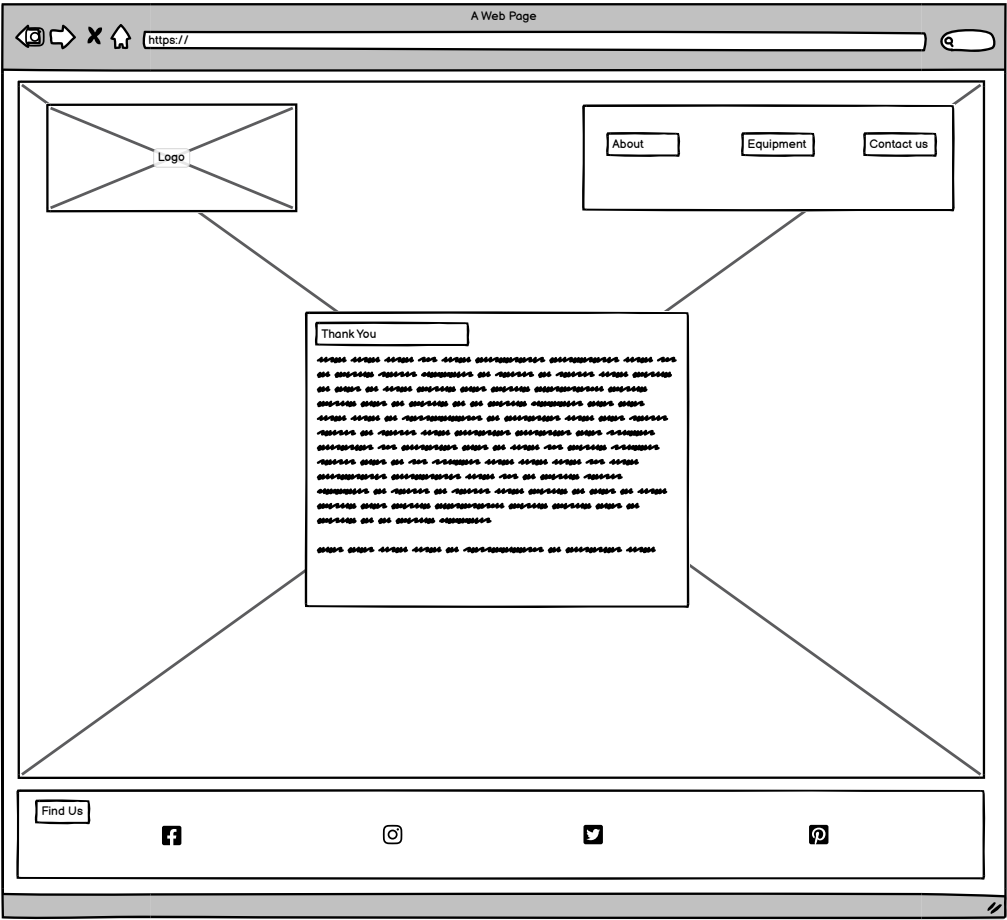 A Web Page
https://
Logo
About
Equipment
Contact us
Thank You
Find Us